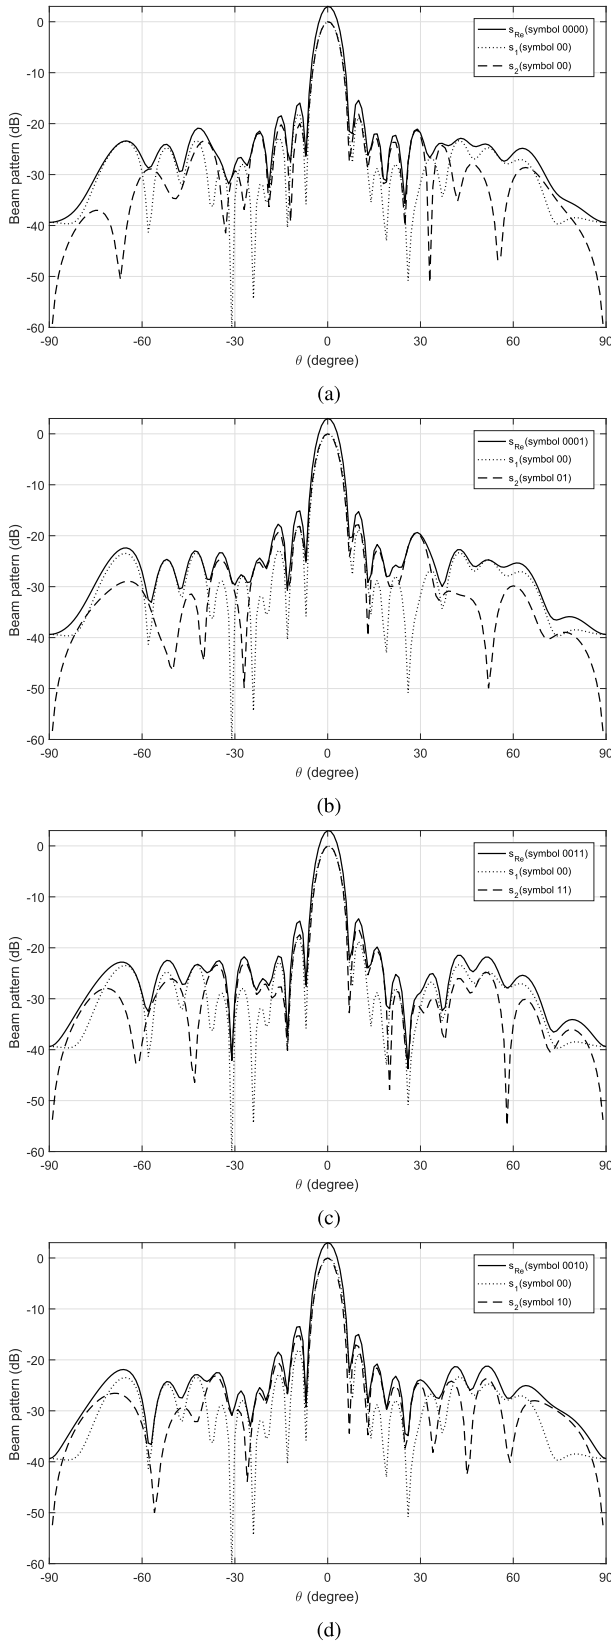 0
-10
-20
-30
-40
-50
-60
Beam pattern (dB)
s_Re(symbol 0000)
s_1(symbol 00)
s_2(symbol 00)
-90 -60 -30 0 30 60 90
θ (degree)
(a)
0
-10
-20
-30
-40
-50
-60
Beam pattern (dB)
s_Re(symbol 0001)
s_1(symbol 00)
s_2(symbol 01)
-90 -60 -30 0 30 60 90
θ (degree)
(b)
0
-10
-20
-30
-40
-50
-60
Beam pattern (dB)
s_Re(symbol 0011)
s_1(symbol 00)
s_2(symbol 11)
-90 -60 -30 0 30 60 90
θ (degree)
(c)
0
-10
-20
-30
-40
-50
-60
Beam pattern (dB)
s_Re(symbol 0010)
s_1(symbol 00)
s_2(symbol 10)
-90 -60 -30 0 30 60 90
θ (degree)
(d)